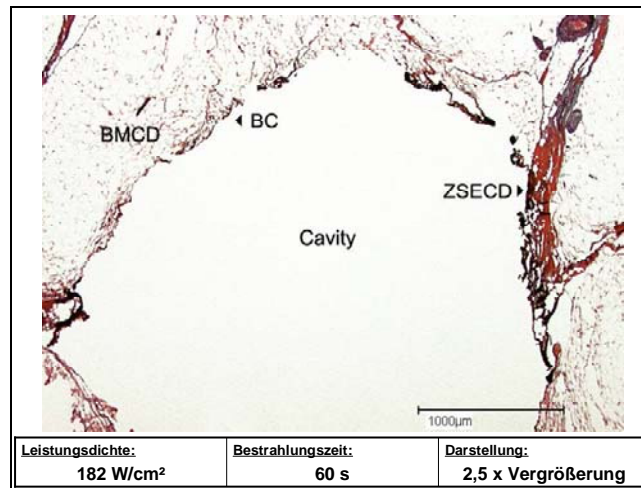 BMCD
BC
ZSECD
Cavity
1000µm
Leistungsdichte: Bestrahlungszeit: Darstellung:
182 W/cm² 60 s 2,5 x Vergrößerung